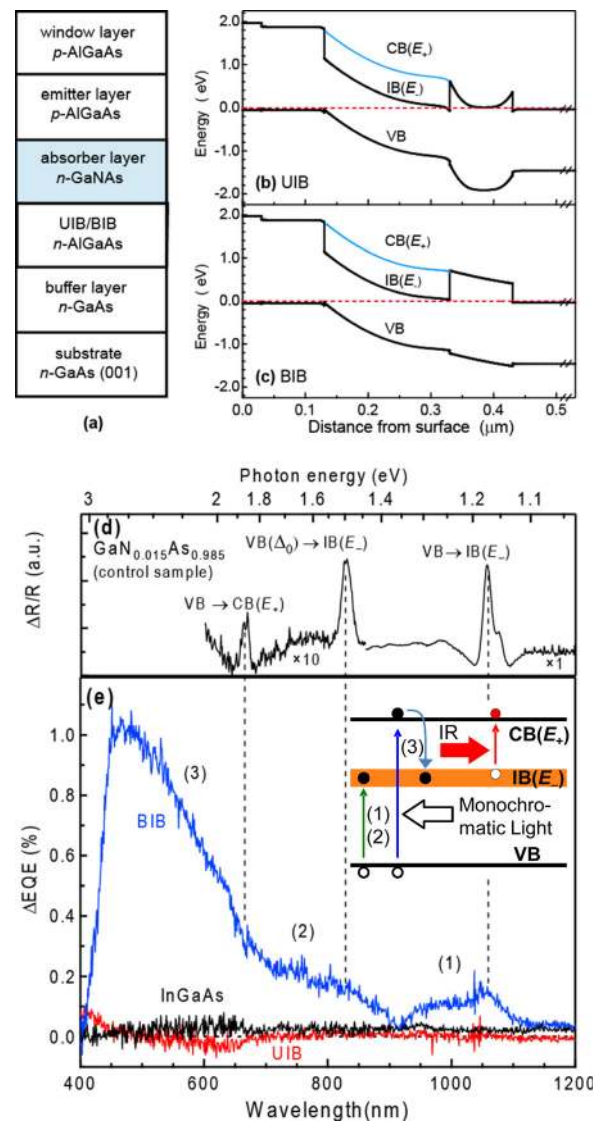 window layer
p-AlGaAs
emitter layer
p-AlGaAs
absorber layer
n-GaNAs
UIB/BIB
n-AlGaAs
buffer layer
n-GaAs
substrate
n-GaAs (001)
(a)
2.0
1.0
0.0
-1.0
-2.0
Energy ( eV)
CB(E₊)
IB(E₋)
VB
(b) UIB
2.0
1.0
0.0
-1.0
-2.0
Energy ( eV)
CB(E₊)
IB(E₋)
VB
(c) BIB
0.0 0.1 0.2 0.3 0.4 0.5
Distance from surface (μm)
Photon energy (eV)
3 2 1.8 1.6 1.4 1.2 1.1
(d)
GaN₀.₀₁₅As₀.₉₈₅
(control sample)
VB(Δ₀) → IB(E₋)
VB→IB(E₋)
VB → CB(E₊)
×10
×1
ΔR/R (a.u.)
(e)
1.0
0.8
0.6
0.4
0.2
0.0
ΔEQE (%)
(3)
BIB
(2)
(1)
InGaAs
UIB
(3)
IR
CB(E₊)
IB(E₋)
(1)
(2)
Monochro-
matic Light
VB
400 600 800 1000 1200
Wavelength(nm)